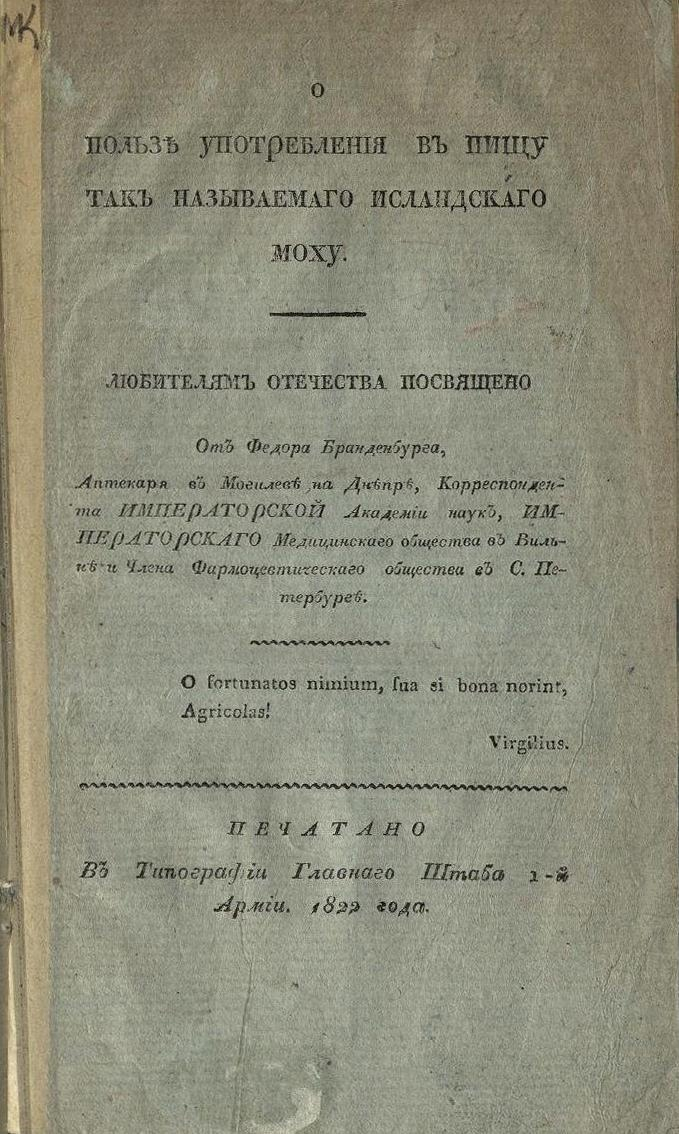 МК
О
ПОЛЬЗѢ УПОТРЕБЛЕНІЯ ВЪ ПИЩУ
ТАКЪ НАЗЫВАЕМАГО ИСЛАНДСКАГО
МОХУ.
ЛЮБИТЕЛЯМЪ ОТЕЧЕСТВА ПОСВЯЩЕНО
Отъ Федора Бранденбурга,
Аптекаря въ Могилевѣ на Днѣпрѣ, Корреспонден-
та ИМПЕРАТОРСКОЙ Академіи наукъ, ИМ-
ПЕРАТОРСКАГО Медицинскаго общества въ Виль-
нѣ и Члена Фармоцевтическаго общества въ С. Пе-
тербургѣ.
O fortunatos nimium, ſua si bona norint,
Agricolas!
Virgilius.
ПЕЧАТАНО
Въ Типографіи Главнаго Штаба 1-й
Арміи. 1822 года.